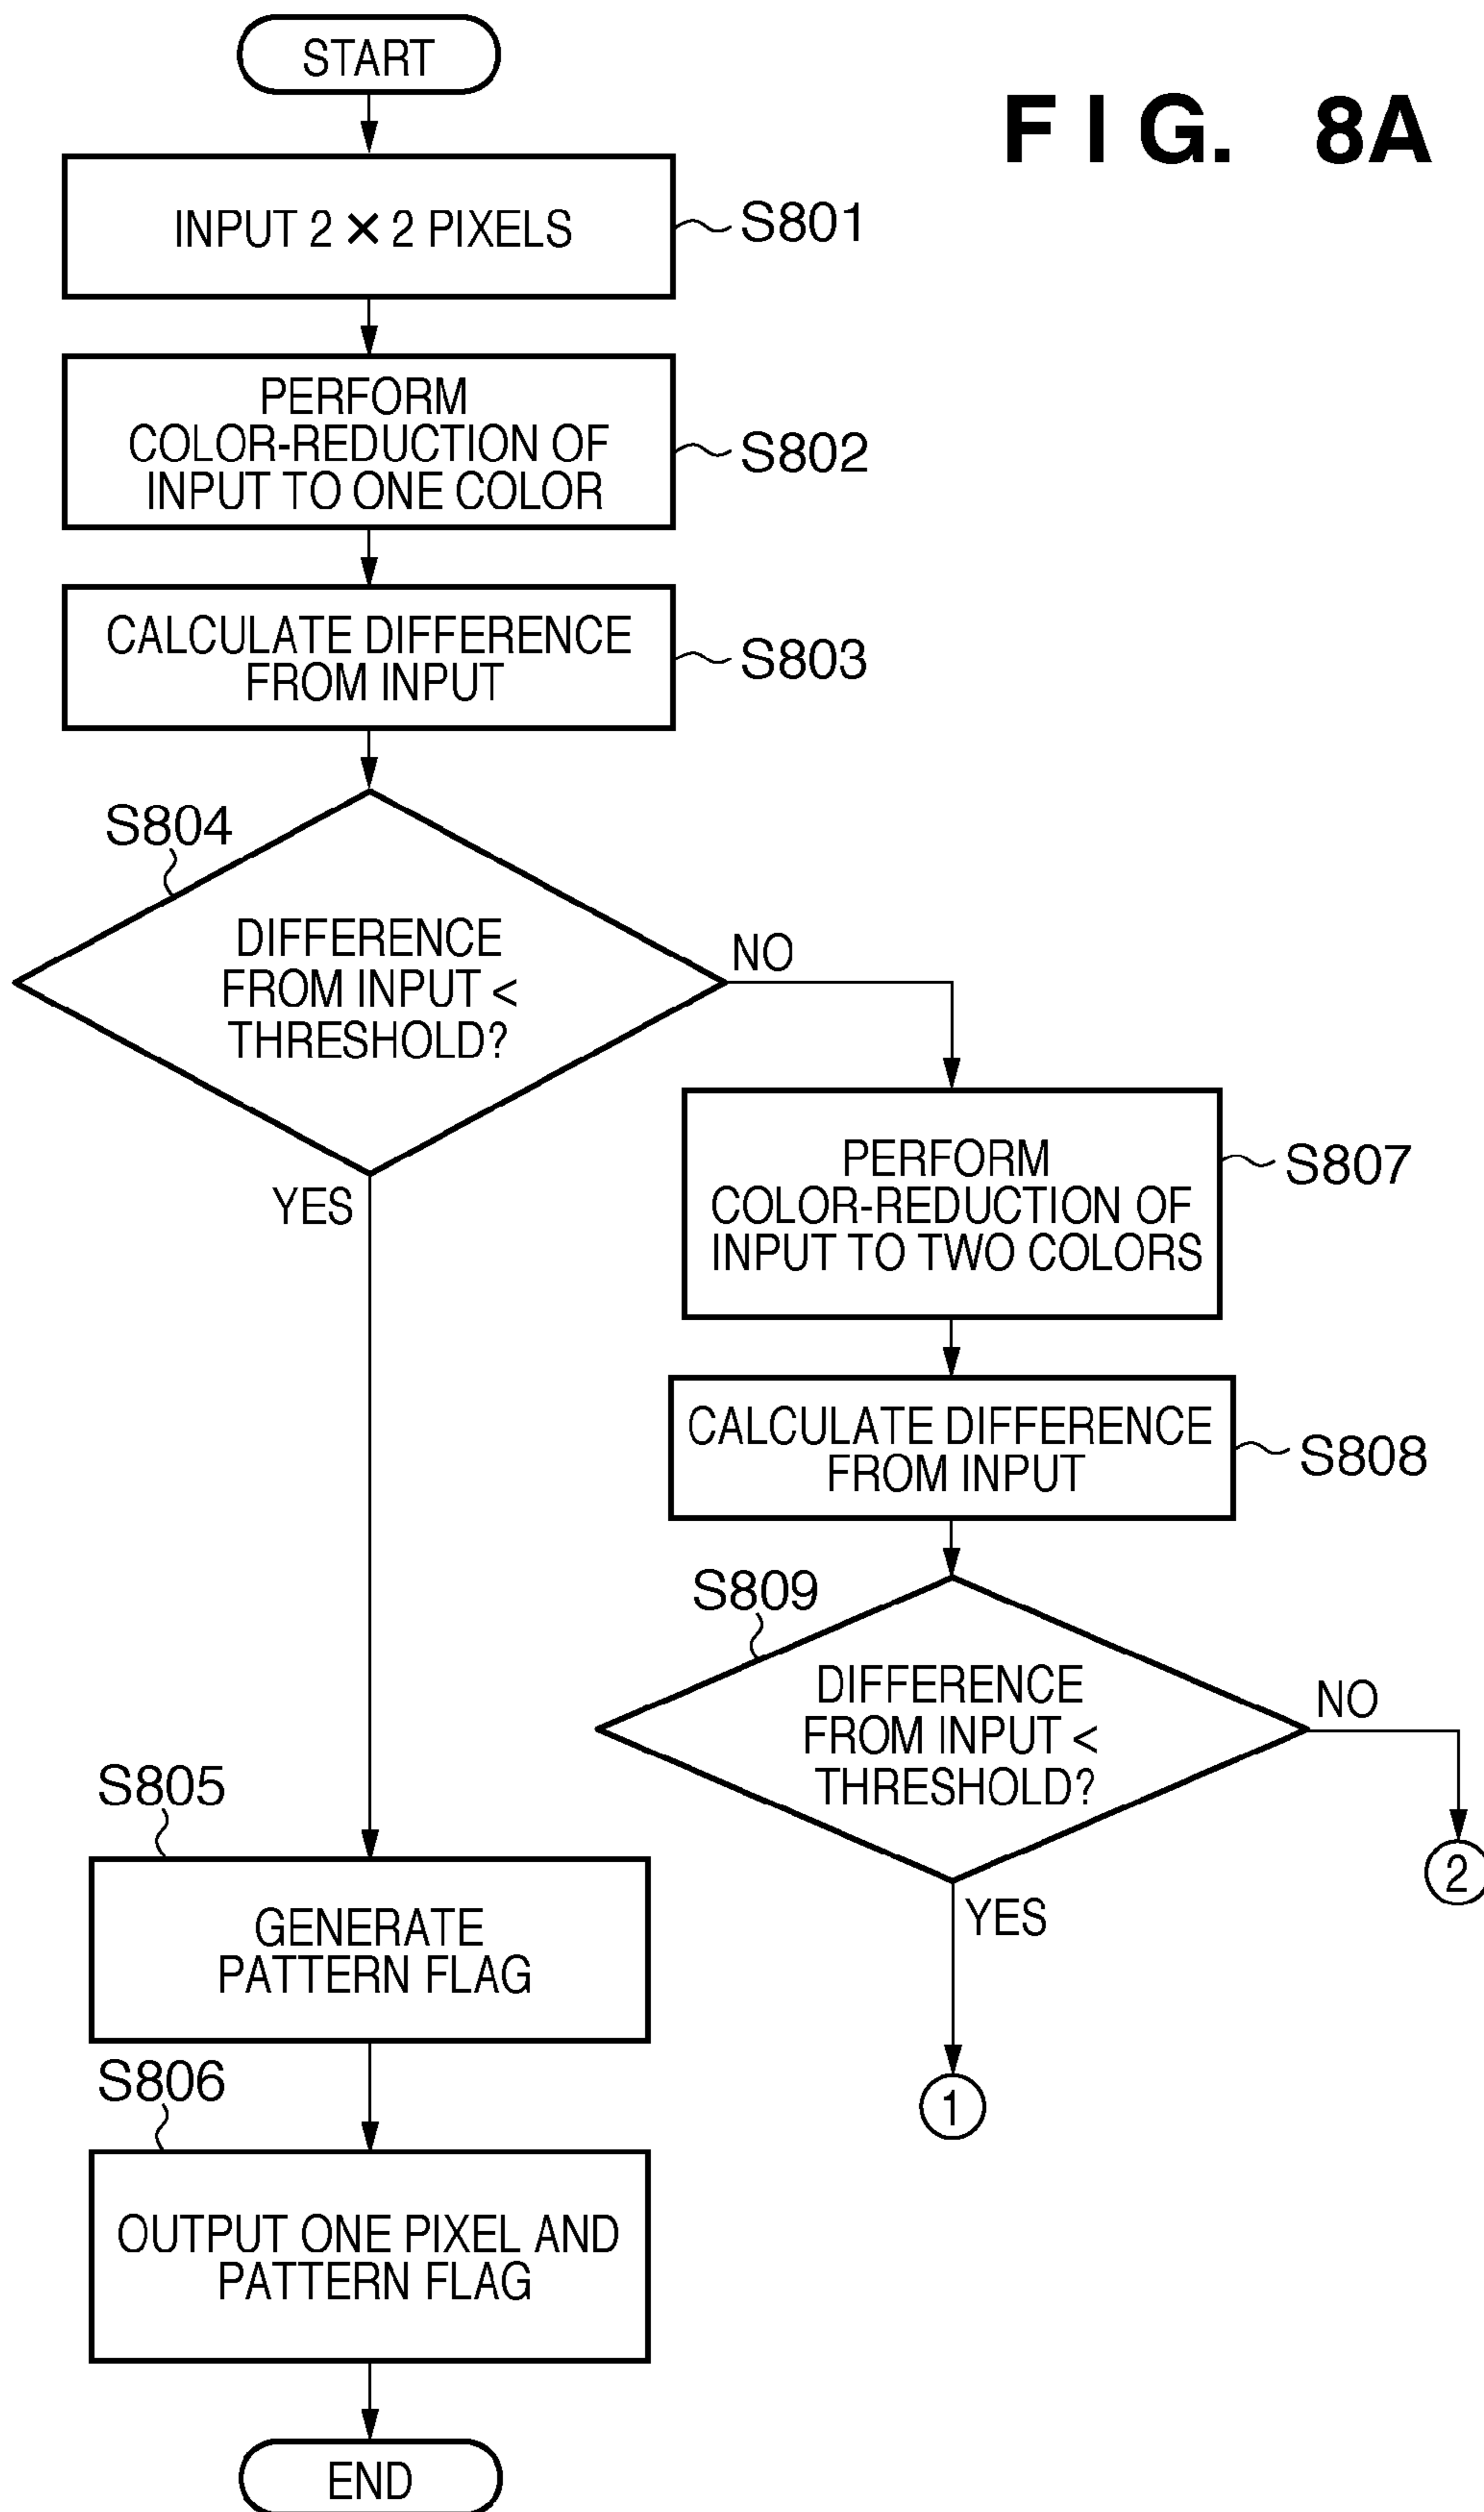 START
FIG. 8A
INPUT 2 × 2 PIXELS
S801
PERFORM
COLOR-REDUCTION OF
INPUT TO ONE COLOR
S802
CALCULATE DIFFERENCE
FROM INPUT
S803
S804
DIFFERENCE
FROM INPUT <
THRESHOLD?
NO
YES
PERFORM
COLOR-REDUCTION OF
INPUT TO TWO COLORS
S807
CALCULATE DIFFERENCE
FROM INPUT
S808
S809
DIFFERENCE
FROM INPUT <
THRESHOLD?
NO
2
YES
1
S805
GENERATE
PATTERN FLAG
S806
OUTPUT ONE PIXEL AND
PATTERN FLAG
END